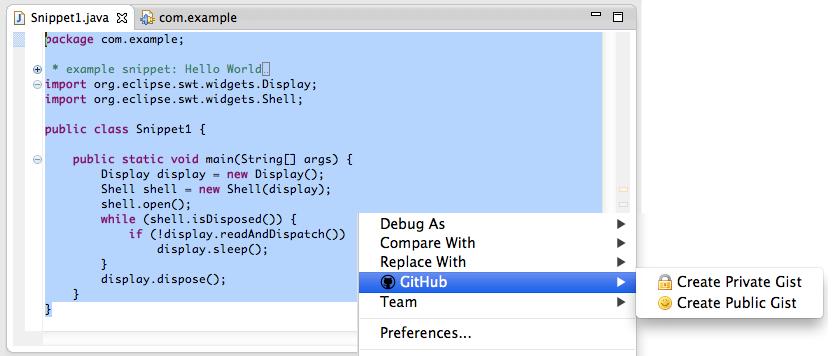 Snippet1.java
com.example
package com.example;
* example snippet: Hello World
import org.eclipse.swt.widgets.Display;
import org.eclipse.swt.widgets.Shell;
public class Snippet1 {
public static void main(String[] args) {
Display display = new Display();
Shell shell = new Shell(display);
shell.open();
while (shell.isDisposed()) {
if (!display.readAndDispatch())
display.sleep();
}
display.dispose();
}
}
Debug As
Compare With
Replace With
GitHub
Team
Preferences...
Create Private Gist
Create Public Gist